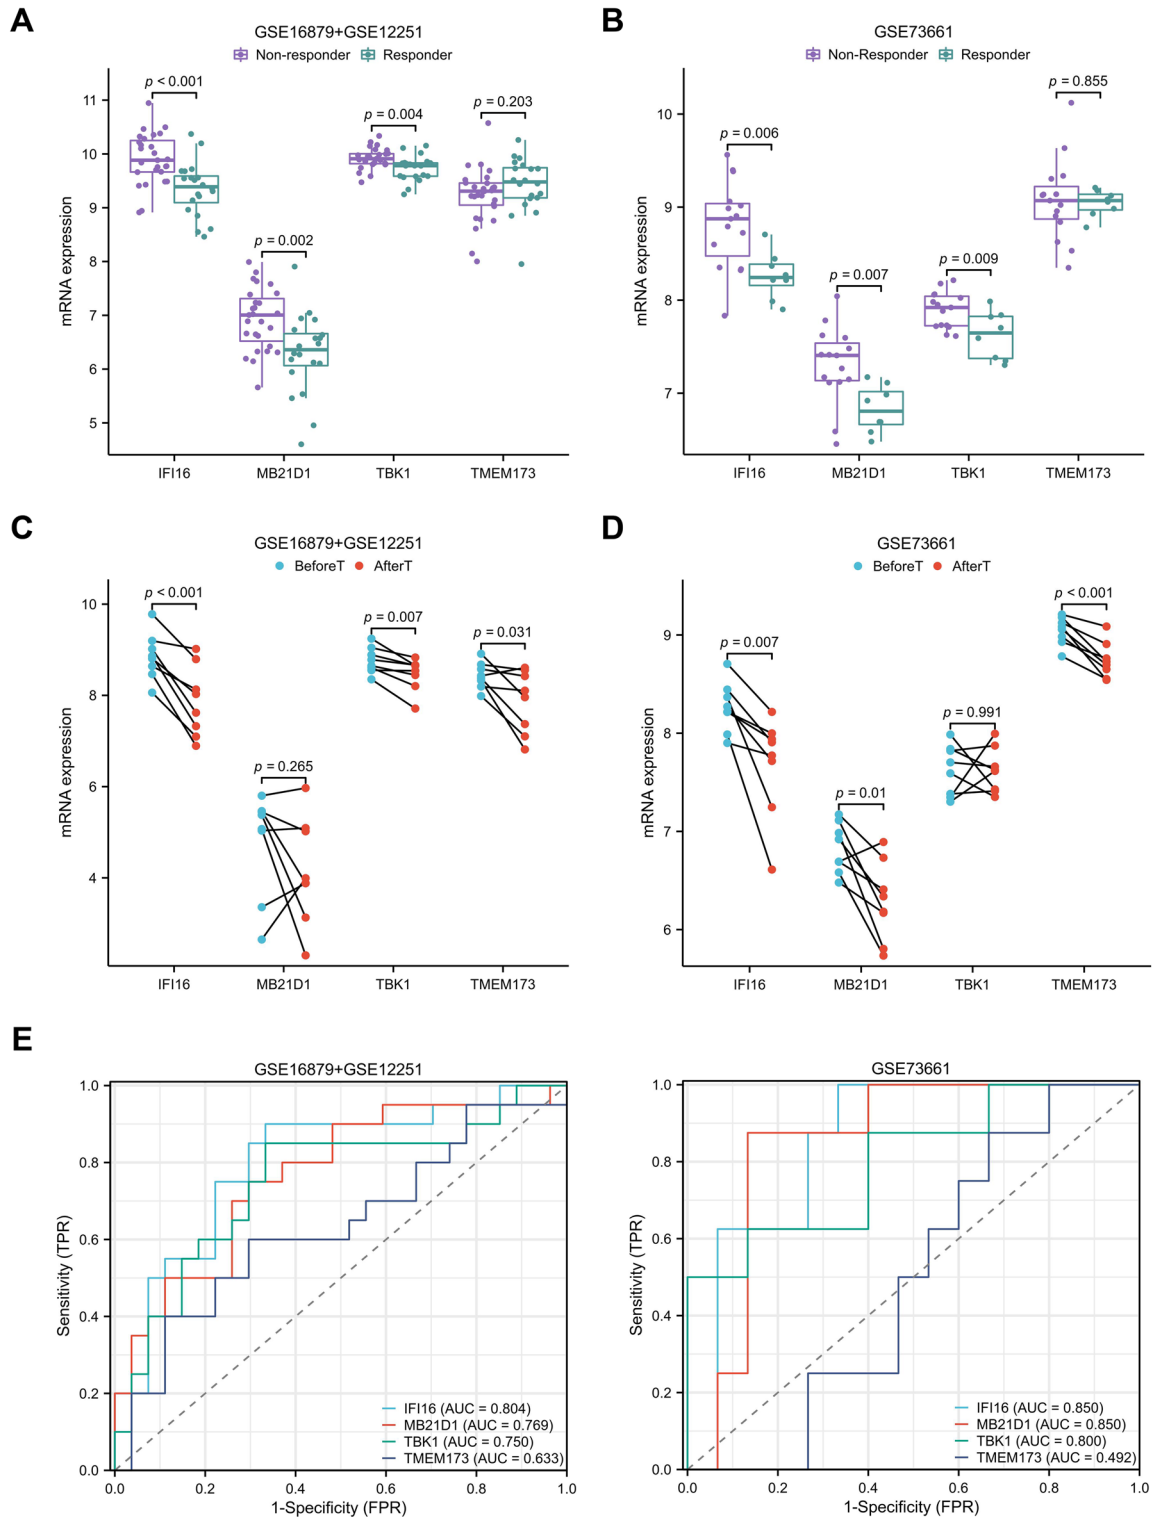 A
GSE16879+GSE12251
Non-responder Responder
p < 0.001
p = 0.002
p = 0.004
p = 0.203
mRNA expression
11
10
9
8
7
6
5
IFI16 MB21D1 TBK1 TMEM173
B
GSE73661
Non-Responder Responder
p = 0.006
p = 0.007
p = 0.009
p = 0.855
mRNA expression
10
9
8
7
IFI16 MB21D1 TBK1 TMEM173
C
GSE16879+GSE12251
BeforeT AfterT
p < 0.001
p = 0.265
p = 0.007
p = 0.031
mRNA expression
10
8
6
4
IFI16 MB21D1 TBK1 TMEM173
D
GSE73661
BeforeT AfterT
p = 0.007
p = 0.01
p = 0.991
p < 0.001
mRNA expression
9
8
7
6
IFI16 MB21D1 TBK1 TMEM173
E
GSE16879+GSE12251
Sensitivity (TPR)
1.0
0.8
0.6
0.4
0.2
0.0
IFI16 (AUC = 0.804)
MB21D1 (AUC = 0.769)
TBK1 (AUC = 0.750)
TMEM173 (AUC = 0.633)
0.0 0.2 0.4 0.6 0.8 1.0
1-Specificity (FPR)
GSE73661
Sensitivity (TPR)
1.0
0.8
0.6
0.4
0.2
0.0
IFI16 (AUC = 0.850)
MB21D1 (AUC = 0.850)
TBK1 (AUC = 0.800)
TMEM173 (AUC = 0.492)
0.0 0.2 0.4 0.6 0.8 1.0
1-Specificity (FPR)